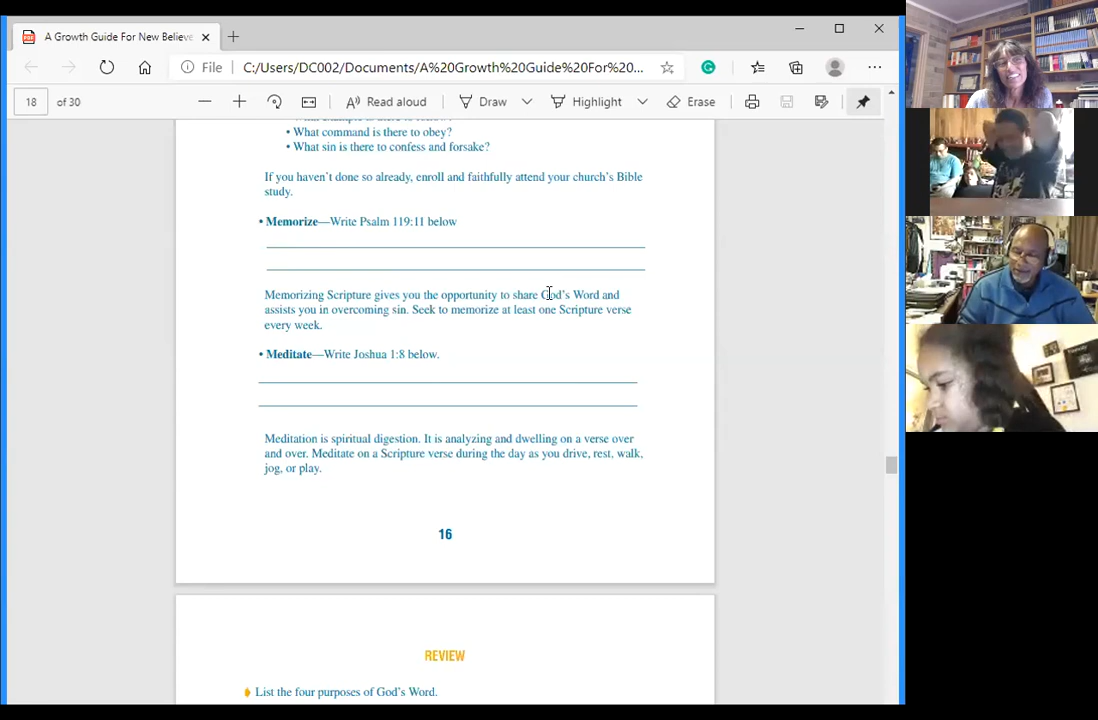 A Growth Guide For New Believe
File C:/Users/DC002/Documents/A%20Growth%20Guide%20For%20...
18 of 30 Read aloud Draw Highlight Erase
• What command is there to obey?
• What sin is there to confess and forsake?
If you haven't done so already, enroll and faithfully attend your church's Bible
study.
• Memorize—Write Psalm 119:11 below
Memorizing Scripture gives you the opportunity to share God's Word and
assists you in overcoming sin. Seek to memorize at least one Scripture verse
every week.
• Meditate—Write Joshua 1:8 below.
Meditation is spiritual digestion. It is analyzing and dwelling on a verse over
and over. Meditate on a Scripture verse during the day as you drive, rest, walk,
jog, or play.
16
REVIEW
List the four purposes of God's Word.